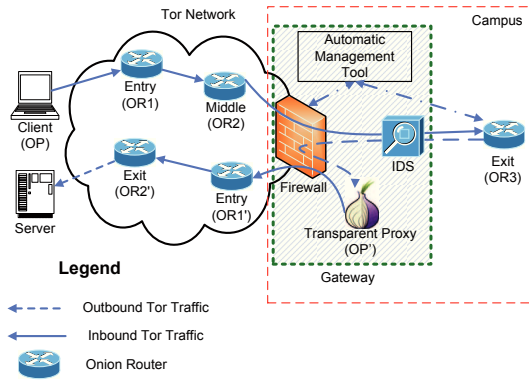 Tor Network
Campus
Automatic
Management
Tool
Entry
(OR1)
Middle
(OR2)
Client
(OP)
Exit
(OR2')
Entry
(OR1')
Firewall
IDS
Exit
(OR3)
Server
Transparent Proxy
(OP')
Gateway
Legend
Outbound Tor Traffic
Inbound Tor Traffic
Onion Router